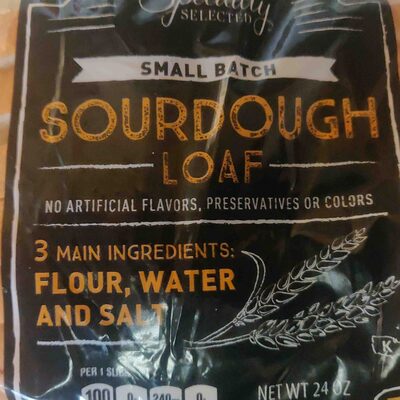 Specialty
SELECTED
SMALL BATCH
SOURDOUGH
LOAF
NO ARTIFICIAL FLAVORS, PRESERVATIVES OR COLORS
3 MAIN INGREDIENTS:
FLOUR, WATER
AND SALT
K
PER 1 SLICE
100
NET WT 24 OZ